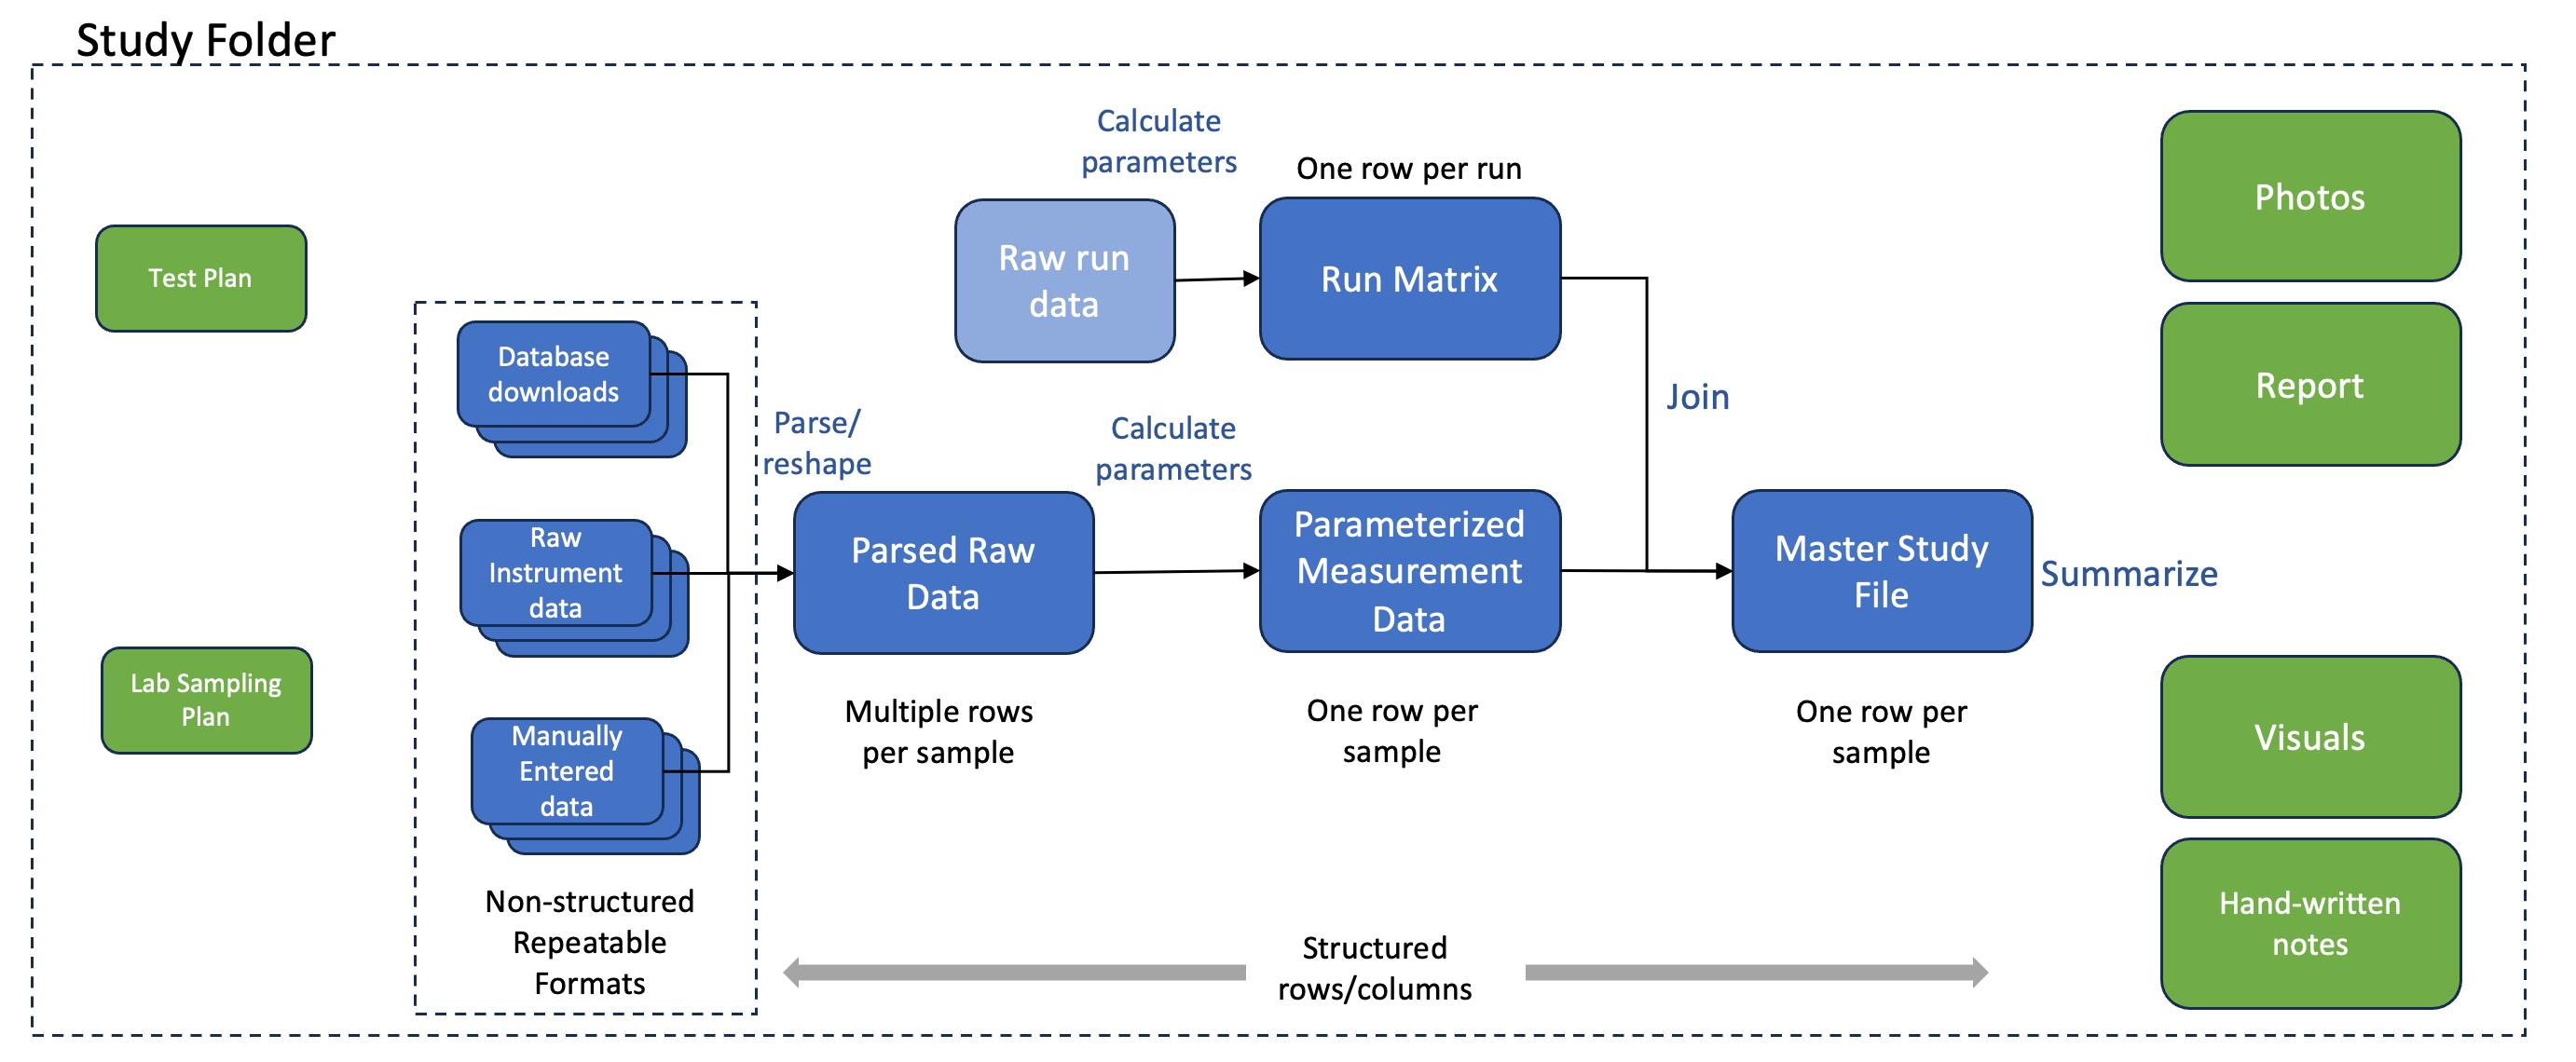 Study Folder
Test Plan
Lab Sampling
Plan
Database
downloads
Raw
Instrument
data
Manually
Entered
data
Non-structured
Repeatable
Formats
Parse/
reshape
Parsed Raw
Data
Multiple rows
per sample
Calculate
parameters
Raw run
data
One row per run
Run Matrix
Calculate
parameters
Parameterized
Measurement
Data
One row per
sample
Join
Master Study
File
One row per
sample
Summarize
Structured
rows/columns
Photos
Report
Visuals
Hand-written
notes